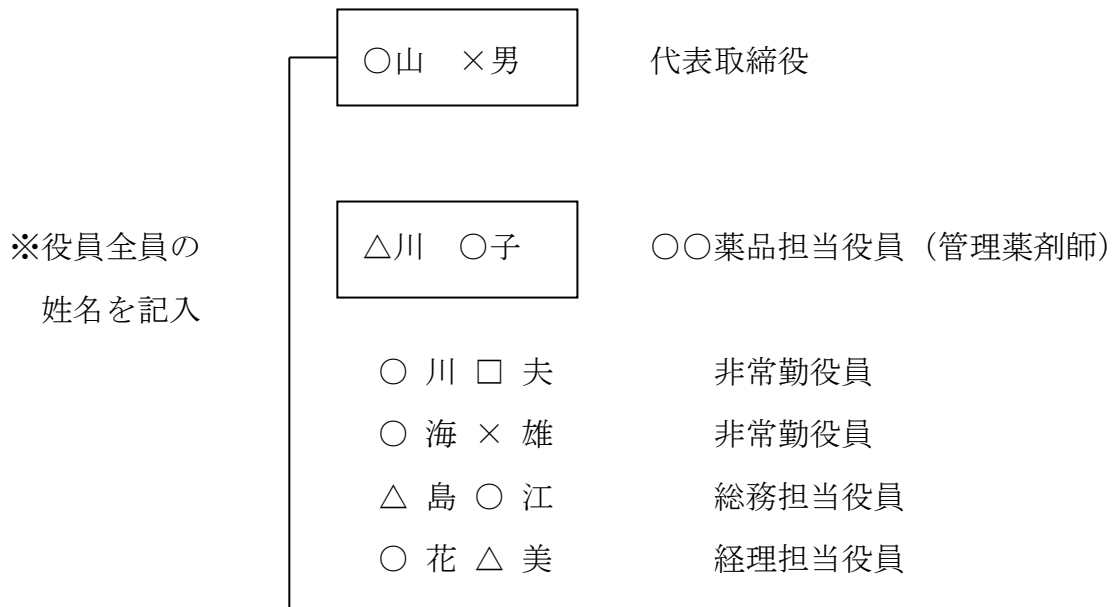 ○山　×男　代表取締役
※役員全員の
姓名を記入
△川　○子　○○薬品担当役員（管理薬剤師）
○ 川 □ 夫　非常勤役員
○ 海 × 雄　非常勤役員
△ 島 ○ 江　総務担当役員
○ 花 △ 美　経理担当役員